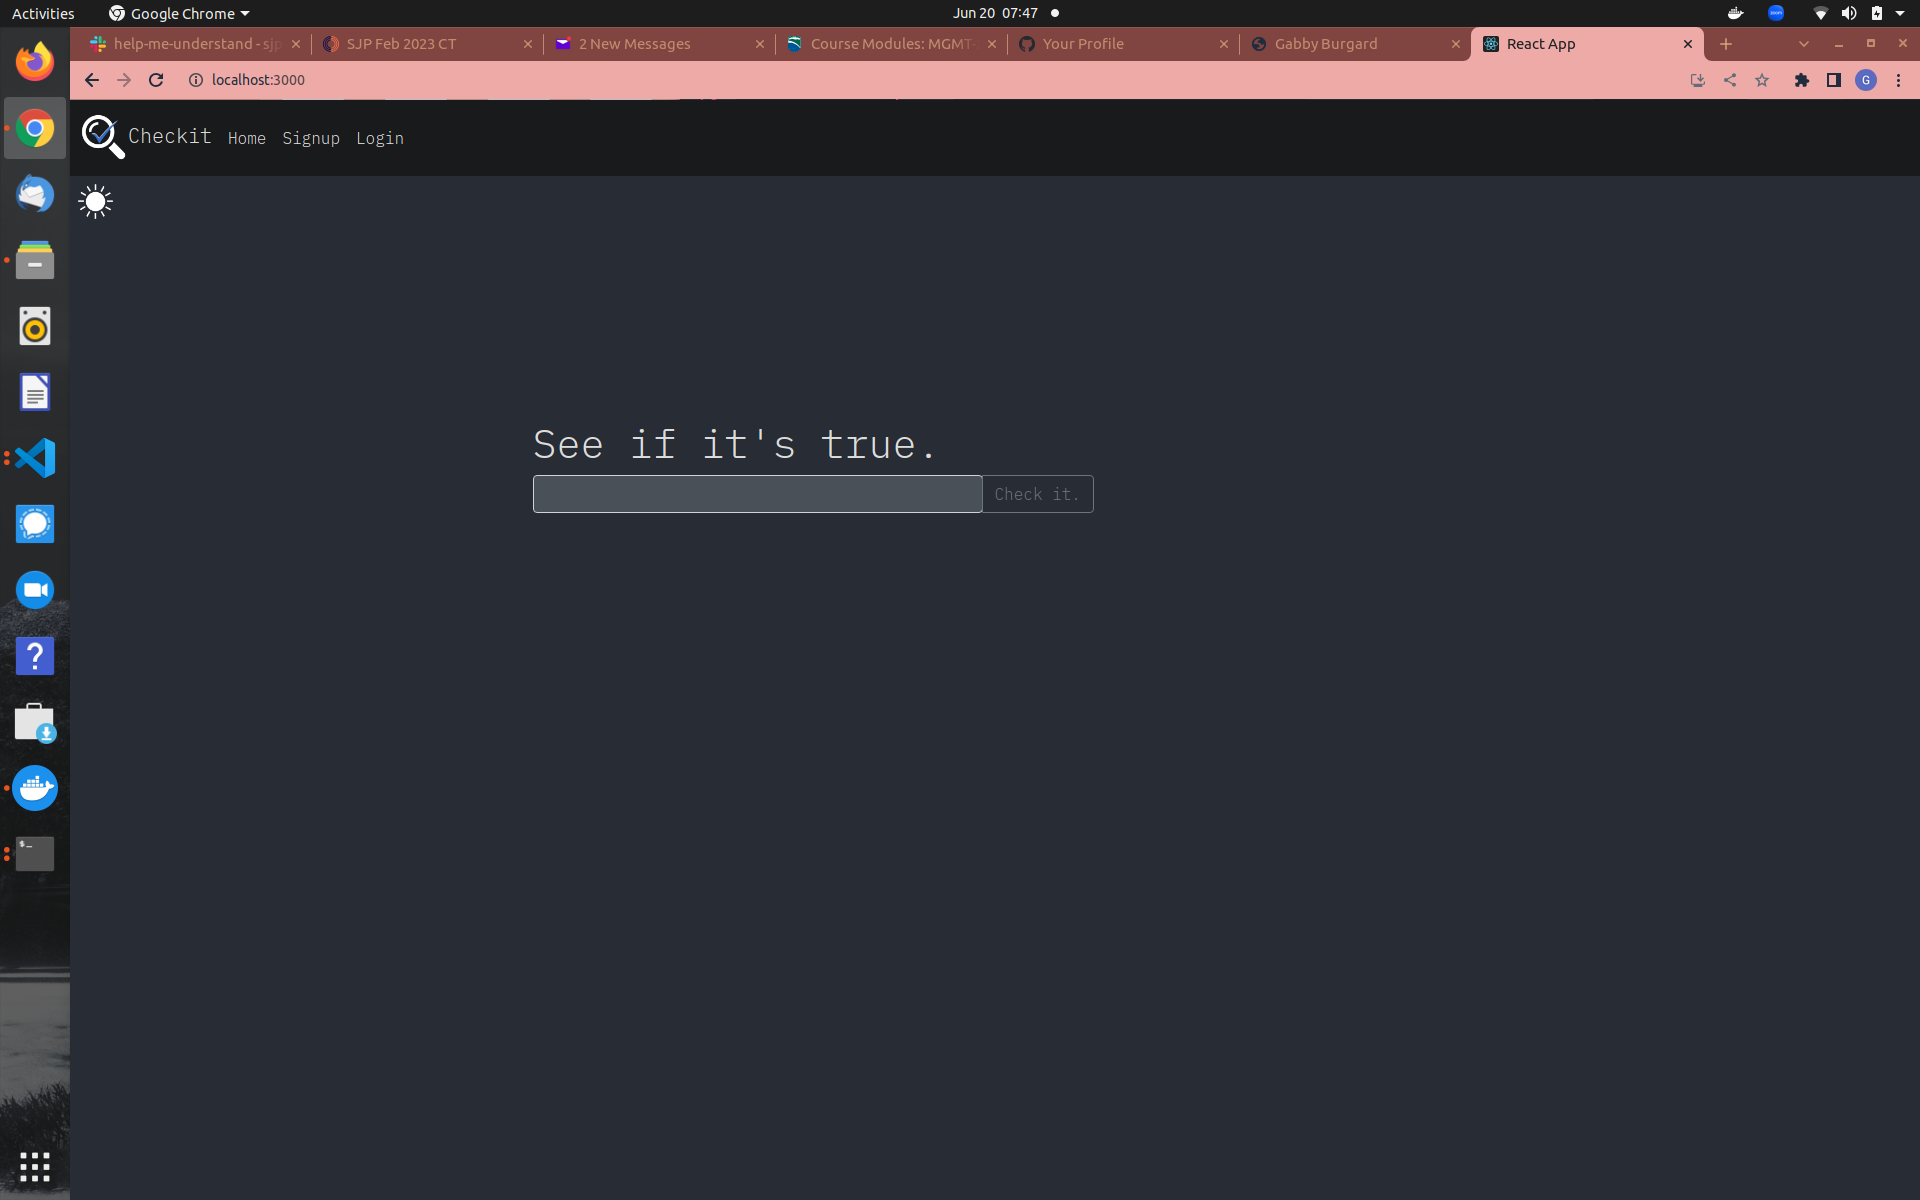 Activities
Google Chrome
Jun 20 07:47
zoom
help-me-understand - sjp
SJP Feb 2023 CT
2 New Messages
Course Modules: MGMT-
Your Profile
Gabby Burgard
React App
localhost:3000
G
Checkit
Home
Signup
Login
See if it's true.
Check it.
?
$_